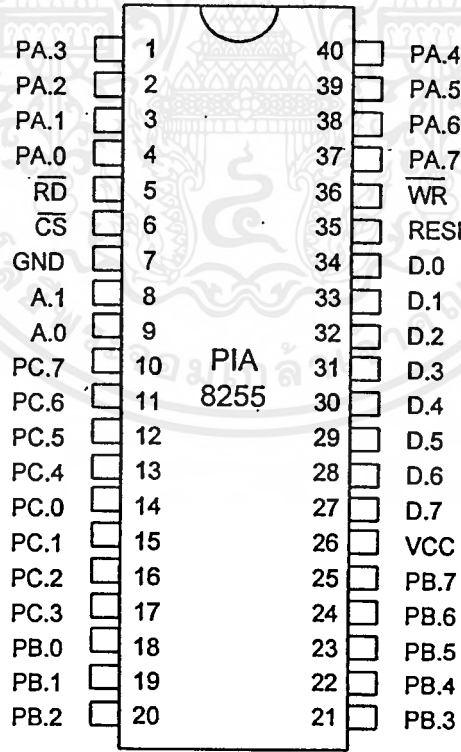 PA.3 1 40 PA.4
PA.2 2 39 PA.5
PA.1 3 38 PA.6
PA.0 4 37 PA.7
R̅D̅ 5 36 W̅R̅
C̅S̅ 6 35 RESE
GND 7 34 D.0
A.1 8 33 D.1
A.0 9 32 D.2
PC.7 10 31 D.3
PIA
PC.6 11 30 D.4
8255
PC.5 12 29 D.5
PC.4 13 28 D.6
PC.0 14 27 D.7
PC.1 15 26 VCC
PC.2 16 25 PB.7
PC.3 17 24 PB.6
PB.0 18 23 PB.5
PB.1 19 22 PB.4
PB.2 20 21 PB.3